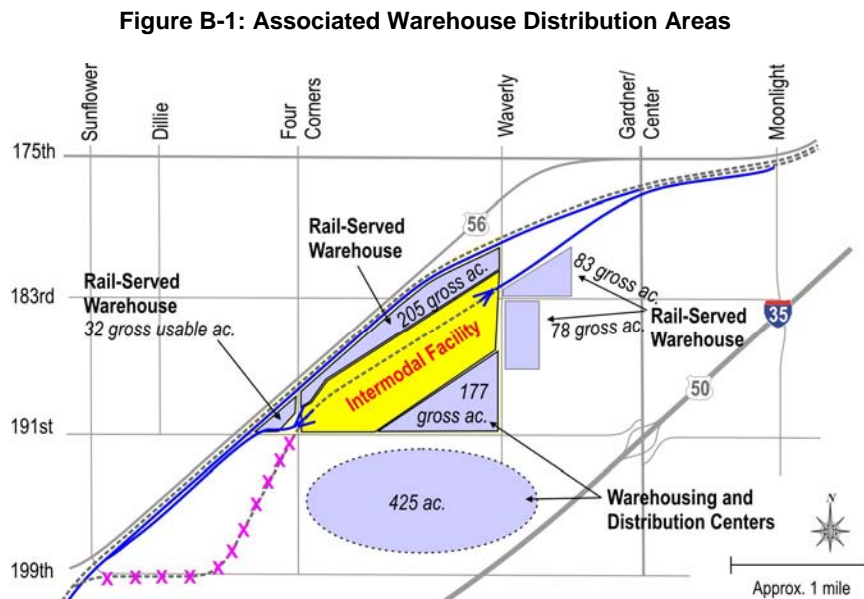 Figure B-1: Associated Warehouse Distribution Areas
Sunflower
Dillie
Four
Corners
Waverly
Gardner/
Center
Moonlight
175th
56
Rail-Served
Warehouse
Rail-Served
Warehouse
32 gross usable ac.
205 gross ac.
83 gross ac.
183rd
78 gross ac.
Rail-Served
Warehouse
35
Intermodal Facility
50
177
gross ac.
191st
425 ac.
Warehousing and
Distribution Centers
N
199th
Approx. 1 mile